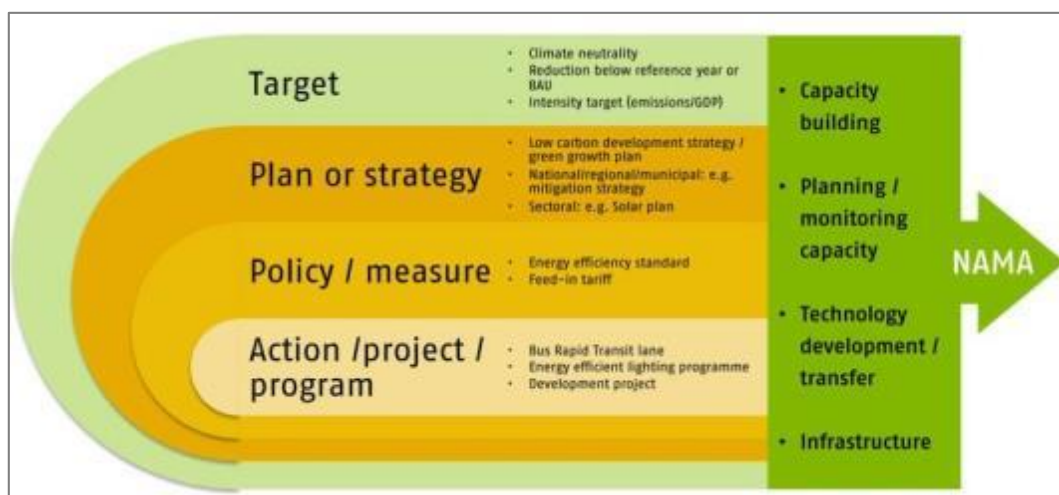 Target
• Climate neutrality
• Reduction below reference year or
BAU
• Intensity target (emissions/GDP)
Plan or strategy
• Low carbon development strategy /
green growth plan
• National/regional/municipal: e.g.
mitigation strategy
• Sectoral: e.g. Solar plan
Policy / measure
• Energy efficiency standard
• Feed-in tariff
Action /project /
program
• Bus Rapid Transit lane
• Energy efficient lighting programme
• Development project
• Capacity
building
• Planning /
monitoring
capacity
• Technology
development /
transfer
• Infrastructure
NAMA